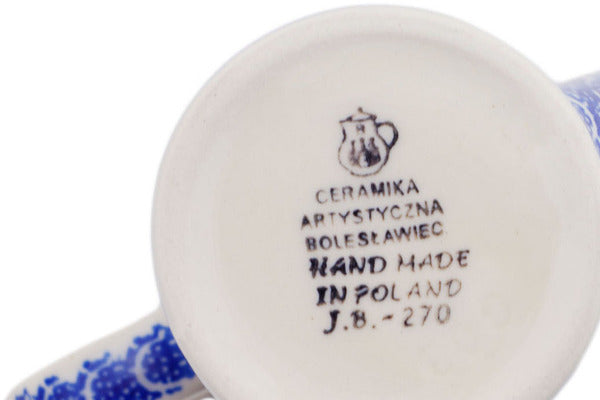 CERAMIKA
ARTYSTYCZNA
BOLESŁAWIEC
HAND MADE
IN POLAND
J.B.-270